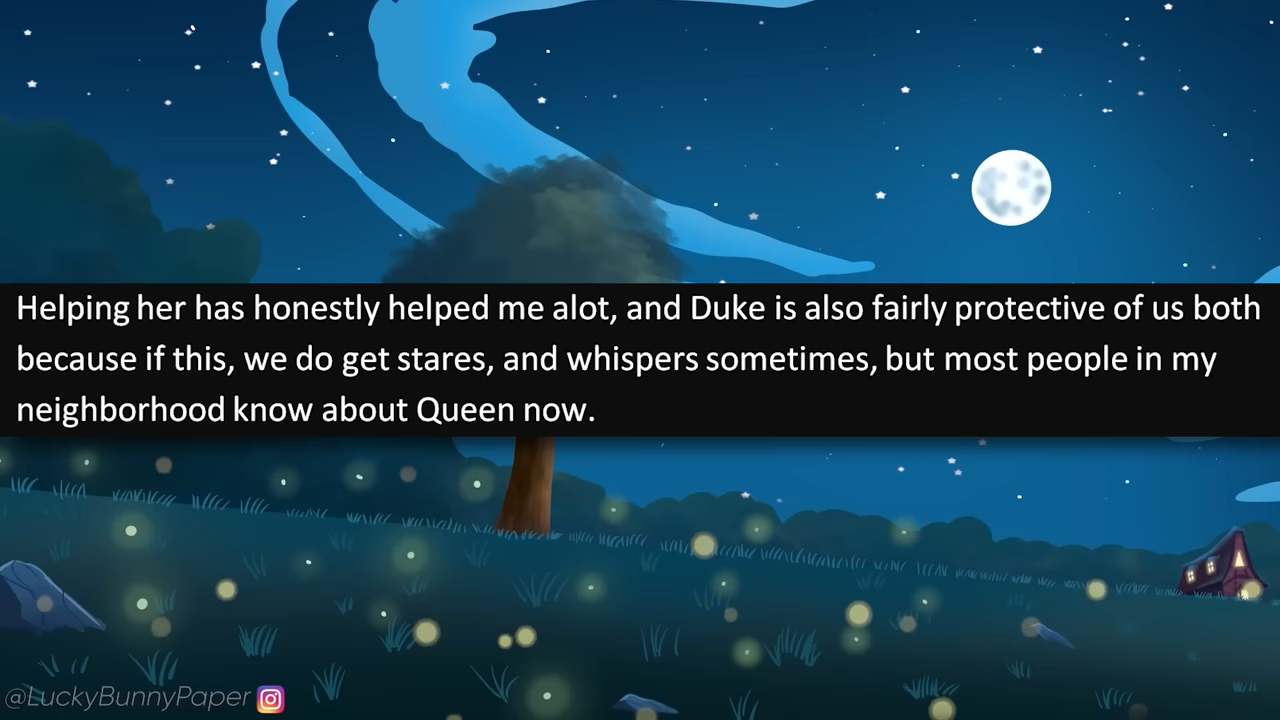 Helping her has honestly helped me alot, and Duke is also fairly protective of us both
because if this, we do get stares, and whispers sometimes, but most people in my
neighborhood know about Queen now.
@LuckyBunnyPaper